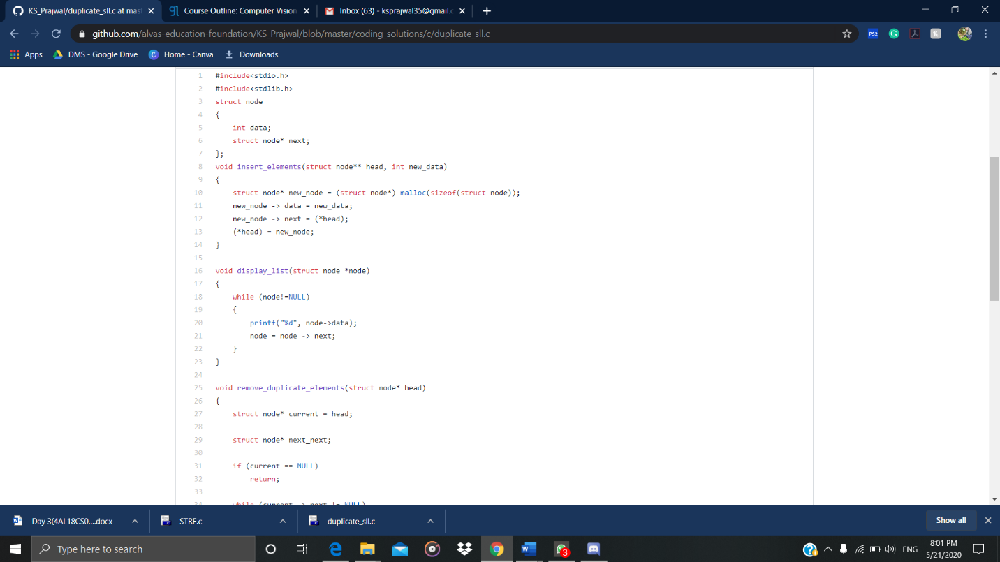 KS_Prajwal/duplicate_sll.c at mast
Course Outline: Computer Vision
Inbox (63) - ksprajwal35@gmail.c
github.com/alvas-education-foundation/KS_Prajwal/blob/master/coding_solutions/c/duplicate_sll.c
PS2
Apps
DMS - Google Drive
Home - Canva
Downloads
1 #include<stdio.h>
2 #include<stdlib.h>
3 struct node
4 {
5 int data;
6 struct node* next;
7 };
8 void insert_elements(struct node** head, int new_data)
9 {
10 struct node* new_node = (struct node*) malloc(sizeof(struct node));
11 new_node -> data = new_data;
12 new_node -> next = (*head);
13 (*head) = new_node;
14 }
15
16 void display_list(struct node *node)
17 {
18 while (node!=NULL)
19 {
20 printf("%d", node->data);
21 node = node -> next;
22 }
23 }
24
25 void remove_duplicate_elements(struct node* head)
26 {
27 struct node* current = head;
28
29 struct node* next_next;
30
31 if (current == NULL)
32 return;
33
34 while (current -> next != NULL)
Day 3(4AL18CS0....docx
STRF.c
duplicate_sll.c
Show all
Type here to search
3
ENG
8:01 PM
5/21/2020